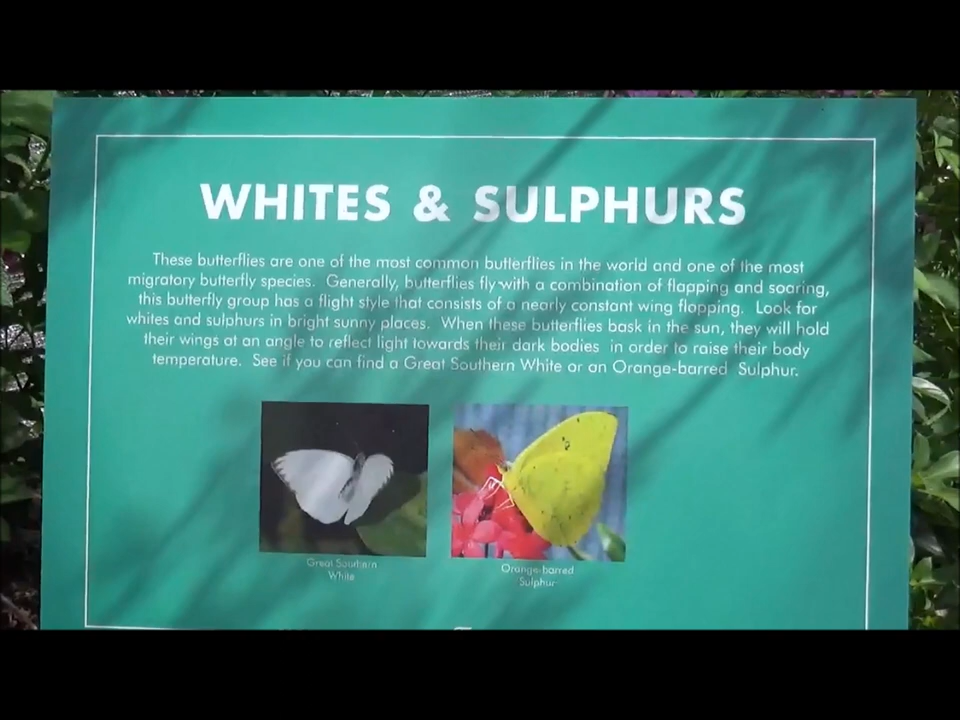 WHITES & SULPHURS
These butterflies are one of the most common butterflies in the world and one of the most
migratory butterfly species. Generally, butterflies fly with a combination of flapping and soaring,
this butterfly group has a flight style that consists of a nearly constant wing flapping. Look for
whites and sulphurs in bright sunny places. When these butterflies bask in the sun, they will hold
their wings at an angle to reflect light towards their dark bodies in order to raise their body
temperature. See if you can find a Great Southern White or an Orange-barred Sulphur.
Great Southern
White
Orange-barred
Sulphur